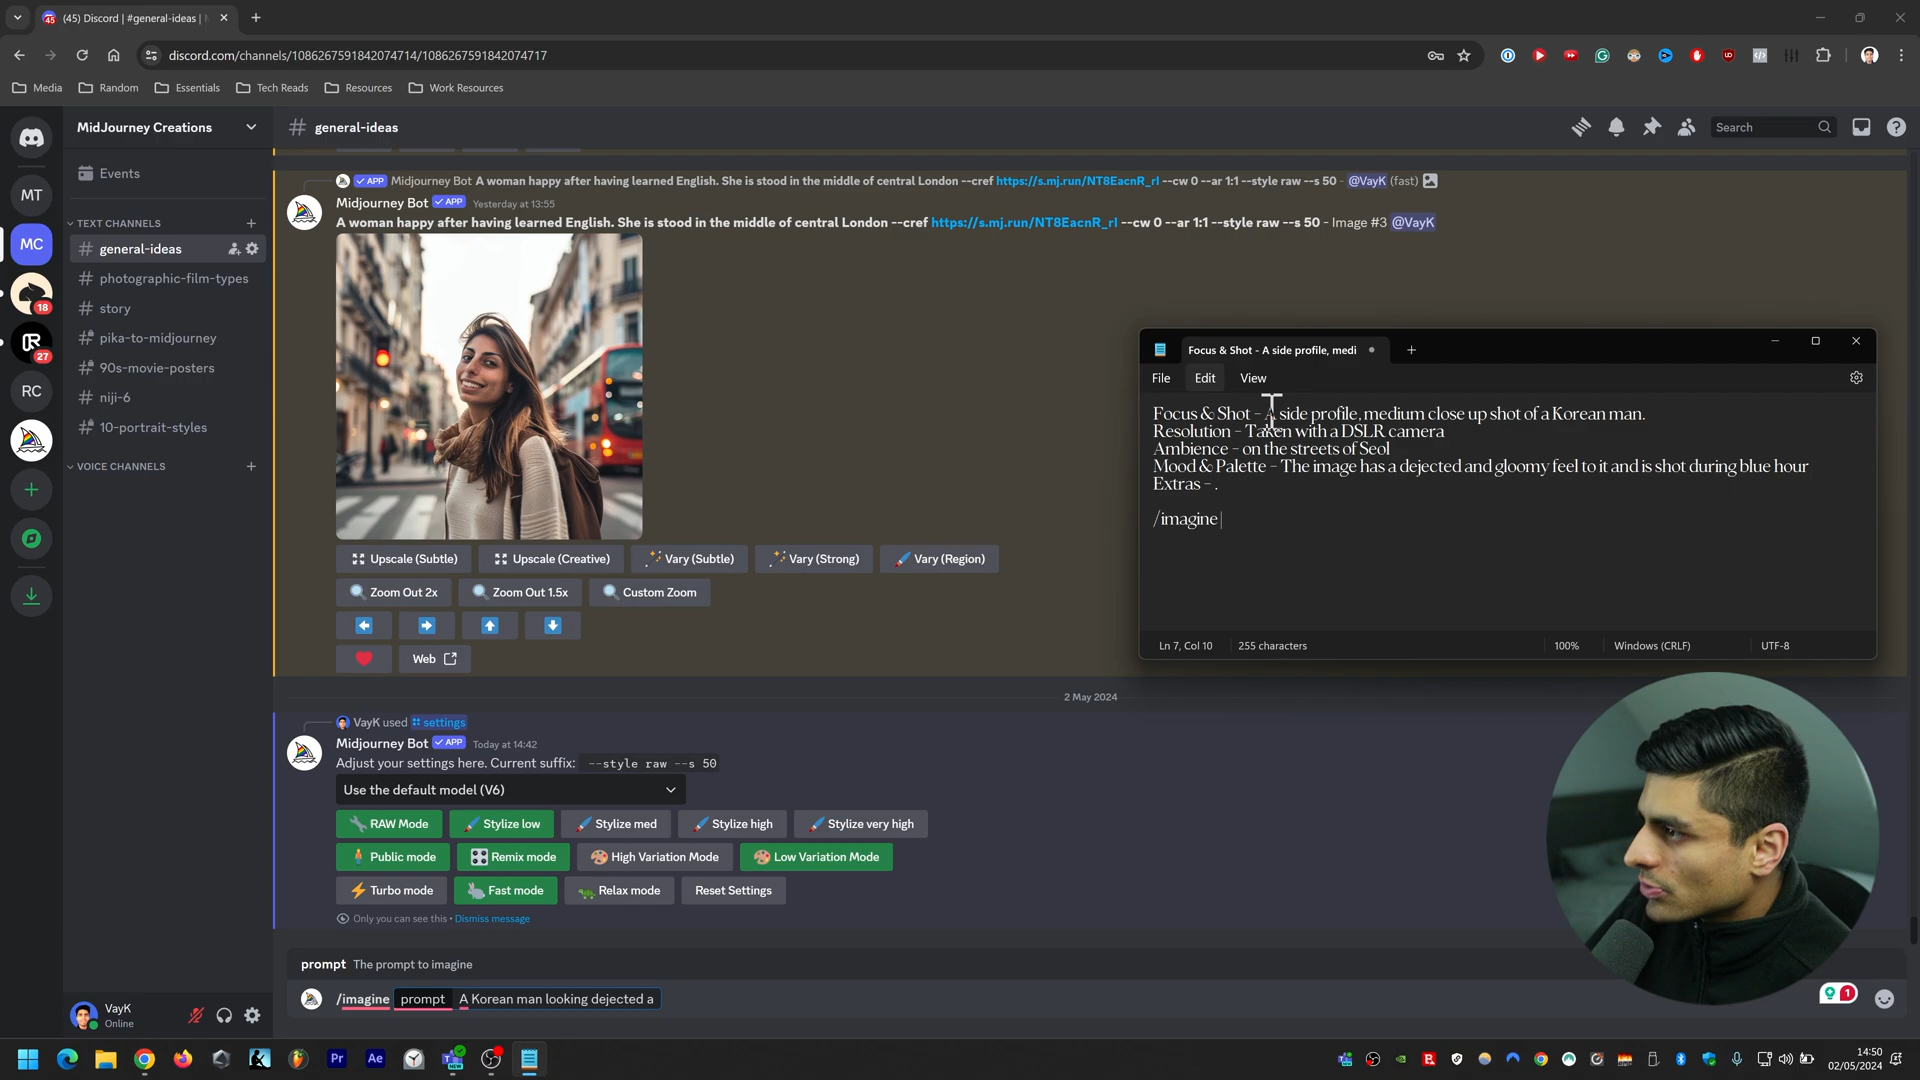 (45) Discord | #general-ideas |
discord.com/channels/1086267591842074714/1086267591842074717
Media
Random
Essentials
Tech Reads
Resources
Work Resources
MidJourney Creations
general-ideas
Search
Events
TEXT CHANNELS
general-ideas
photographic-film-types
story
pika-to-midjourney
90s-movie-posters
niji-6
10-portrait-styles
VOICE CHANNELS
MT
MC
18
27
RC
APP Midjourney Bot A woman happy after having learned English. She is stood in the middle of central London --cref https://s.mj.run/NT8EacnR_rI --cw 0 --ar 1:1 --style raw --s 50 - @VayK (fast)
Midjourney Bot APP Yesterday at 13:55
A woman happy after having learned English. She is stood in the middle of central London --cref https://s.mj.run/NT8EacnR_rI --cw 0 --ar 1:1 --style raw --s 50 - Image #3 @VayK
Upscale (Subtle)
Upscale (Creative)
Vary (Subtle)
Vary (Strong)
Vary (Region)
Zoom Out 2x
Zoom Out 1.5x
Custom Zoom
Web
2 May 2024
VayK used settings
Midjourney Bot APP Today at 14:42
Adjust your settings here. Current suffix: --style raw --s 50
Use the default model (V6)
RAW Mode
Stylize low
Stylize med
Stylize high
Stylize very high
Public mode
Remix mode
High Variation Mode
Low Variation Mode
Turbo mode
Fast mode
Relax mode
Reset Settings
Only you can see this • Dismiss message
prompt The prompt to imagine
/imagine prompt A Korean man looking dejected a
1
VayK
Online
Focus & Shot - A side profile, medi
File
Edit
View
Focus & Shot - A side profile, medium close up shot of a Korean man.
Resolution - Taken with a DSLR camera
Ambience - on the streets of Seol
Mood & Palette - The image has a dejected and gloomy feel to it and is shot during blue hour
Extras - .
/imagine
Ln 7, Col 10
255 characters
100%
Windows (CRLF)
UTF-8
Pr
Ae
14:50
02/05/2024